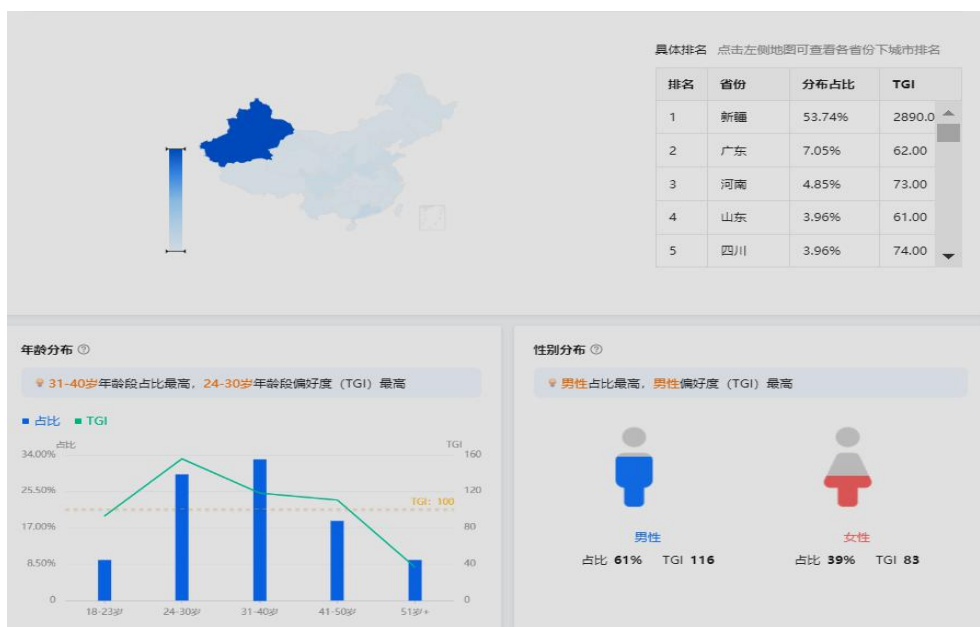 具体排名 点击左侧地图可查看各省份下城市排名
排名 省份 分布占比 TGI
1 新疆 53.74% 2890.0
2 广东 7.05% 62.00
3 河南 4.85% 73.00
4 山东 3.96% 61.00
5 四川 3.96% 74.00
年龄分布
31-40岁年龄段占比最高，24-30岁年龄段偏好度（TGI）最高
占比 TGI
占比 TGI
34.00% 160
25.50% 120
TGI: 100
17.00% 80
8.50% 40
0 0
18-23岁 24-30岁 31-40岁 41-50岁 51岁+
性别分布
男性占比最高，男性偏好度（TGI）最高
男性 女性
占比 61% TGI 116 占比 39% TGI 83